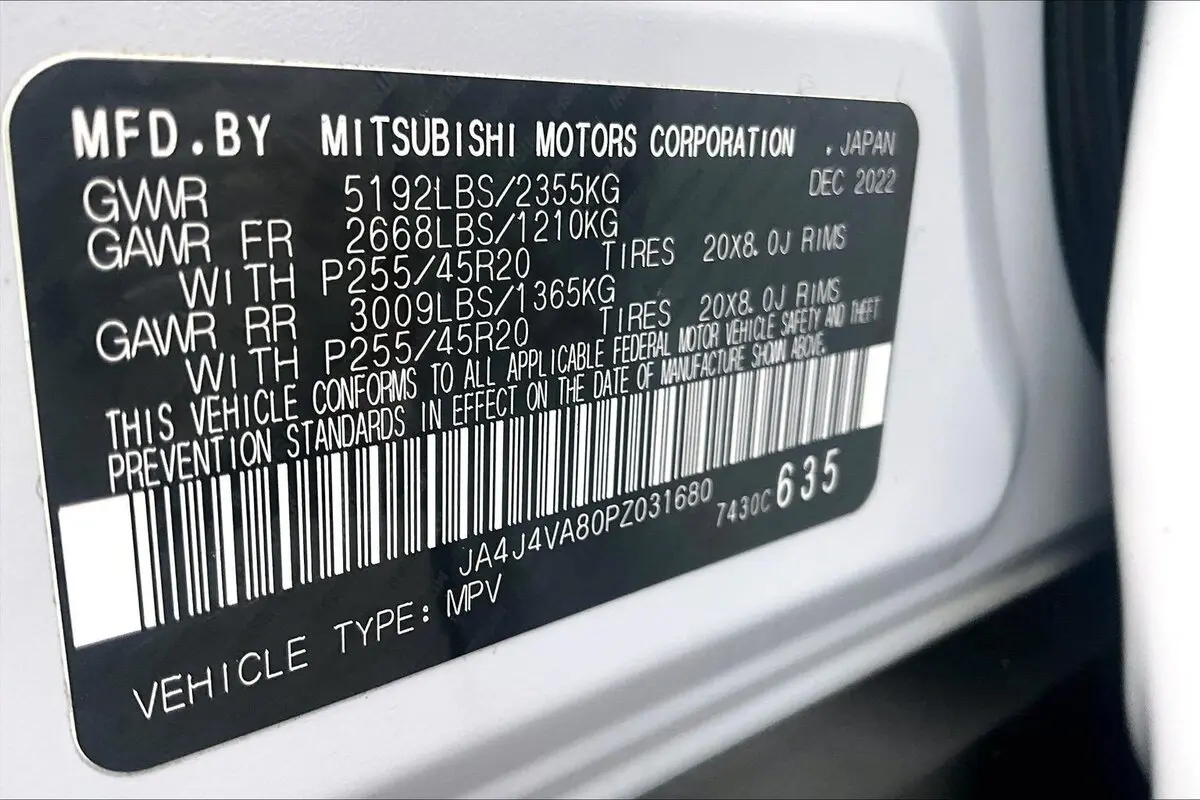 MFD.BY MITSUBISHI MOTORS CORPORATION .JAPAN
GVWR 5192LBS/2355KG DEC 2022
GAWR FR 2668LBS/1210KG
WITH P255/45R20 TIRES 20X8.0J RIMS
GAWR RR 3009LBS/1365KG
WITH P255/45R20 TIRES 20X8.0J RIMS
THIS VEHICLE CONFORMS TO ALL APPLICABLE FEDERAL MOTOR VEHICLE SAFETY AND THEFT
PREVENTION STANDARDS IN EFFECT ON THE DATE OF MANUFACTURE SHOWN ABOVE.
JA4J4VA80PZ031680 7430C 635
VEHICLE TYPE: MPV